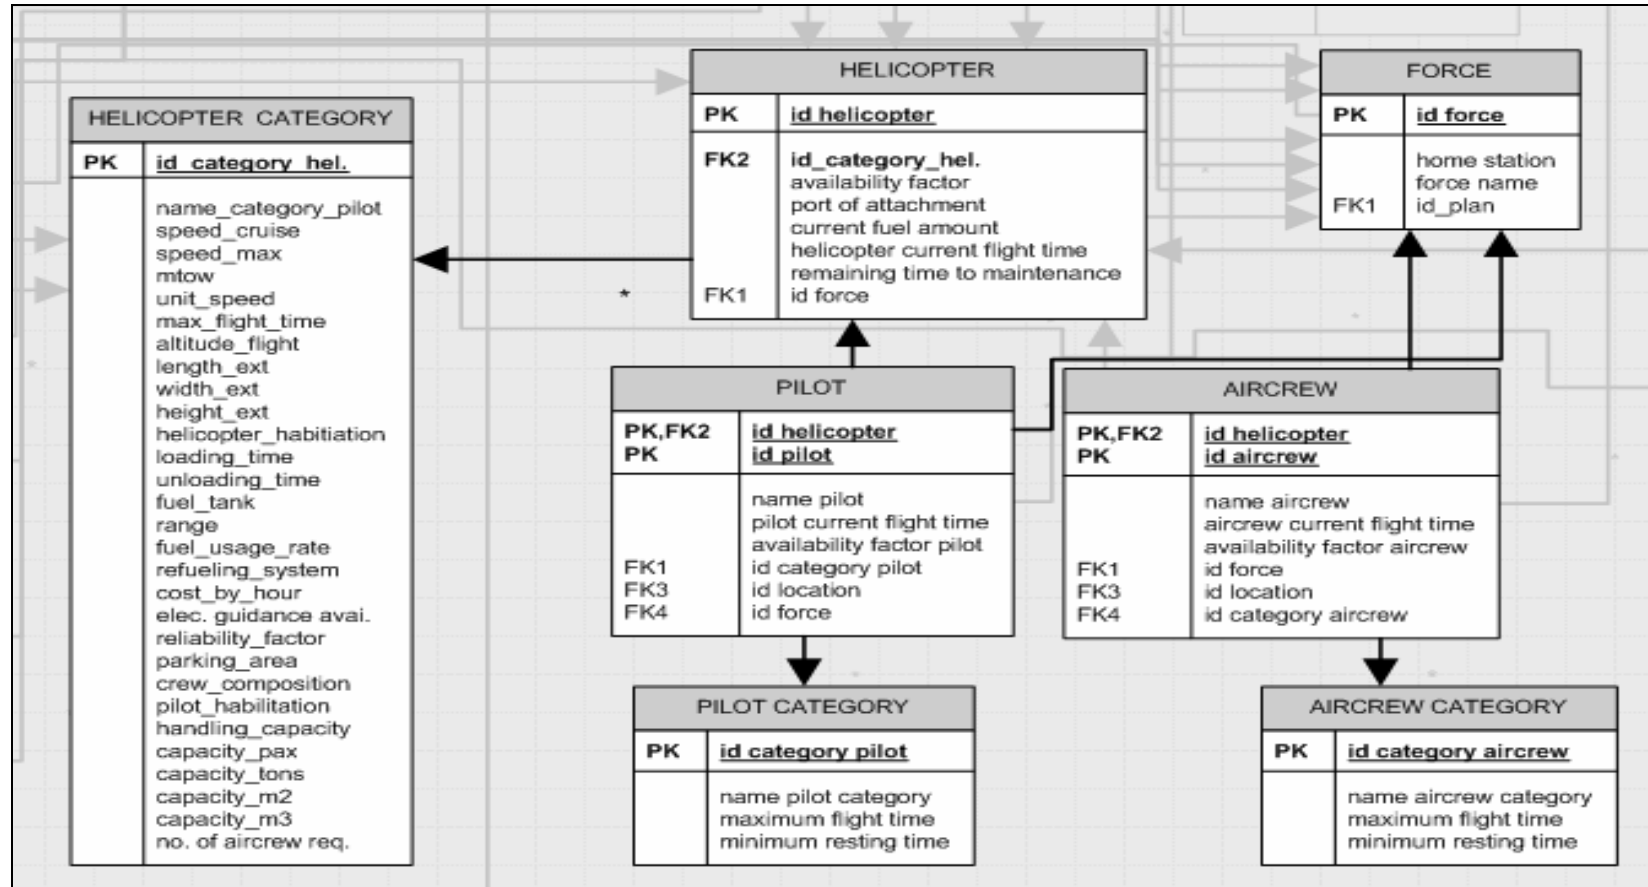 HELICOPTER CATEGORY
PK id_category_hel.
name_category_pilot
speed_cruise
speed_max
mtow
unit_speed
max_flight_time
altitude_flight
length_ext
width_ext
height_ext
helicopter_habitiation
loading_time
unloading_time
fuel_tank
range
fuel_usage_rate
refueling_system
cost_by_hour
elec. guidance avai.
reliability_factor
parking_area
crew_composition
pilot_habilitation
handling_capacity
capacity_pax
capacity_tons
capacity_m2
capacity_m3
no. of aircrew req.
*
HELICOPTER
PK id helicopter
FK2 id_category_hel.
availability factor
port of attachment
current fuel amount
helicopter current flight time
remaining time to maintenance
FK1 id force
FORCE
PK id force
home station
force name
FK1 id_plan
PILOT
PK,FK2 id helicopter
PK id pilot
name pilot
pilot current flight time
availability factor pilot
FK1 id category pilot
FK3 id location
FK4 id force
AIRCREW
PK,FK2 id helicopter
PK id aircrew
name aircrew
aircrew current flight time
availability factor aircrew
FK1 id force
FK3 id location
FK4 id category aircrew
PILOT CATEGORY
PK id category pilot
name pilot category
maximum flight time
minimum resting time
AIRCREW CATEGORY
PK id category aircrew
name aircrew category
maximum flight time
minimum resting time